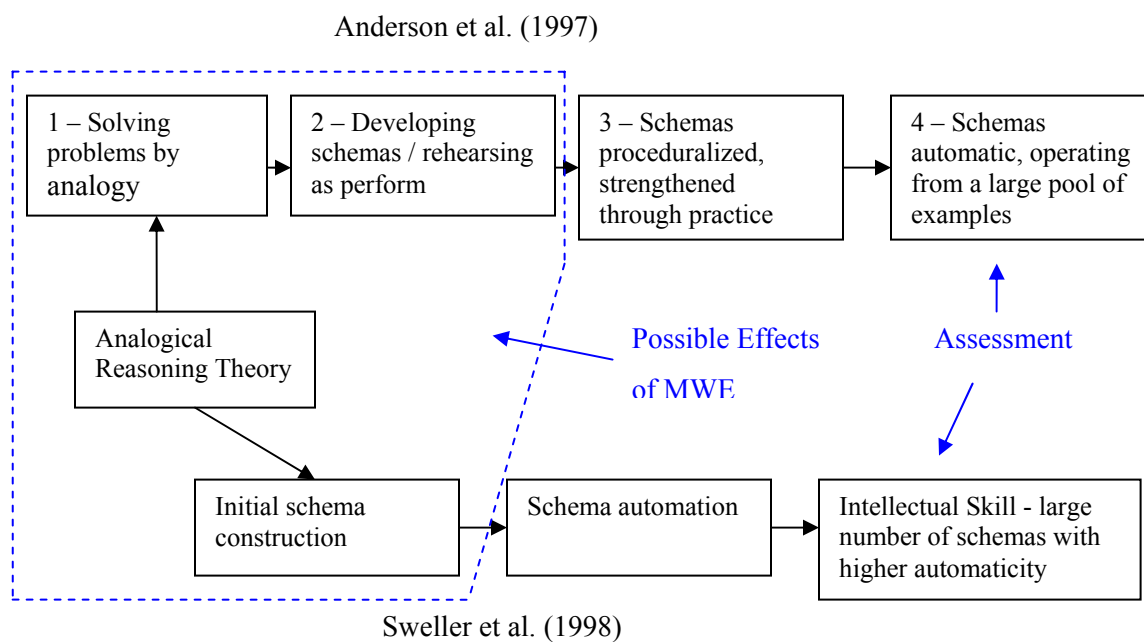 Anderson et al. (1997)
1 – Solving
problems by
analogy
2 – Developing
schemas / rehearsing
as perform
3 – Schemas
proceduralized,
strengthened
through practice
4 – Schemas
automatic, operating
from a large pool of
examples
Analogical
Reasoning Theory
Possible Effects
of MWE
Assessment
Initial schema
construction
Schema automation
Intellectual Skill - large
number of schemas with
higher automaticity
Sweller et al. (1998)